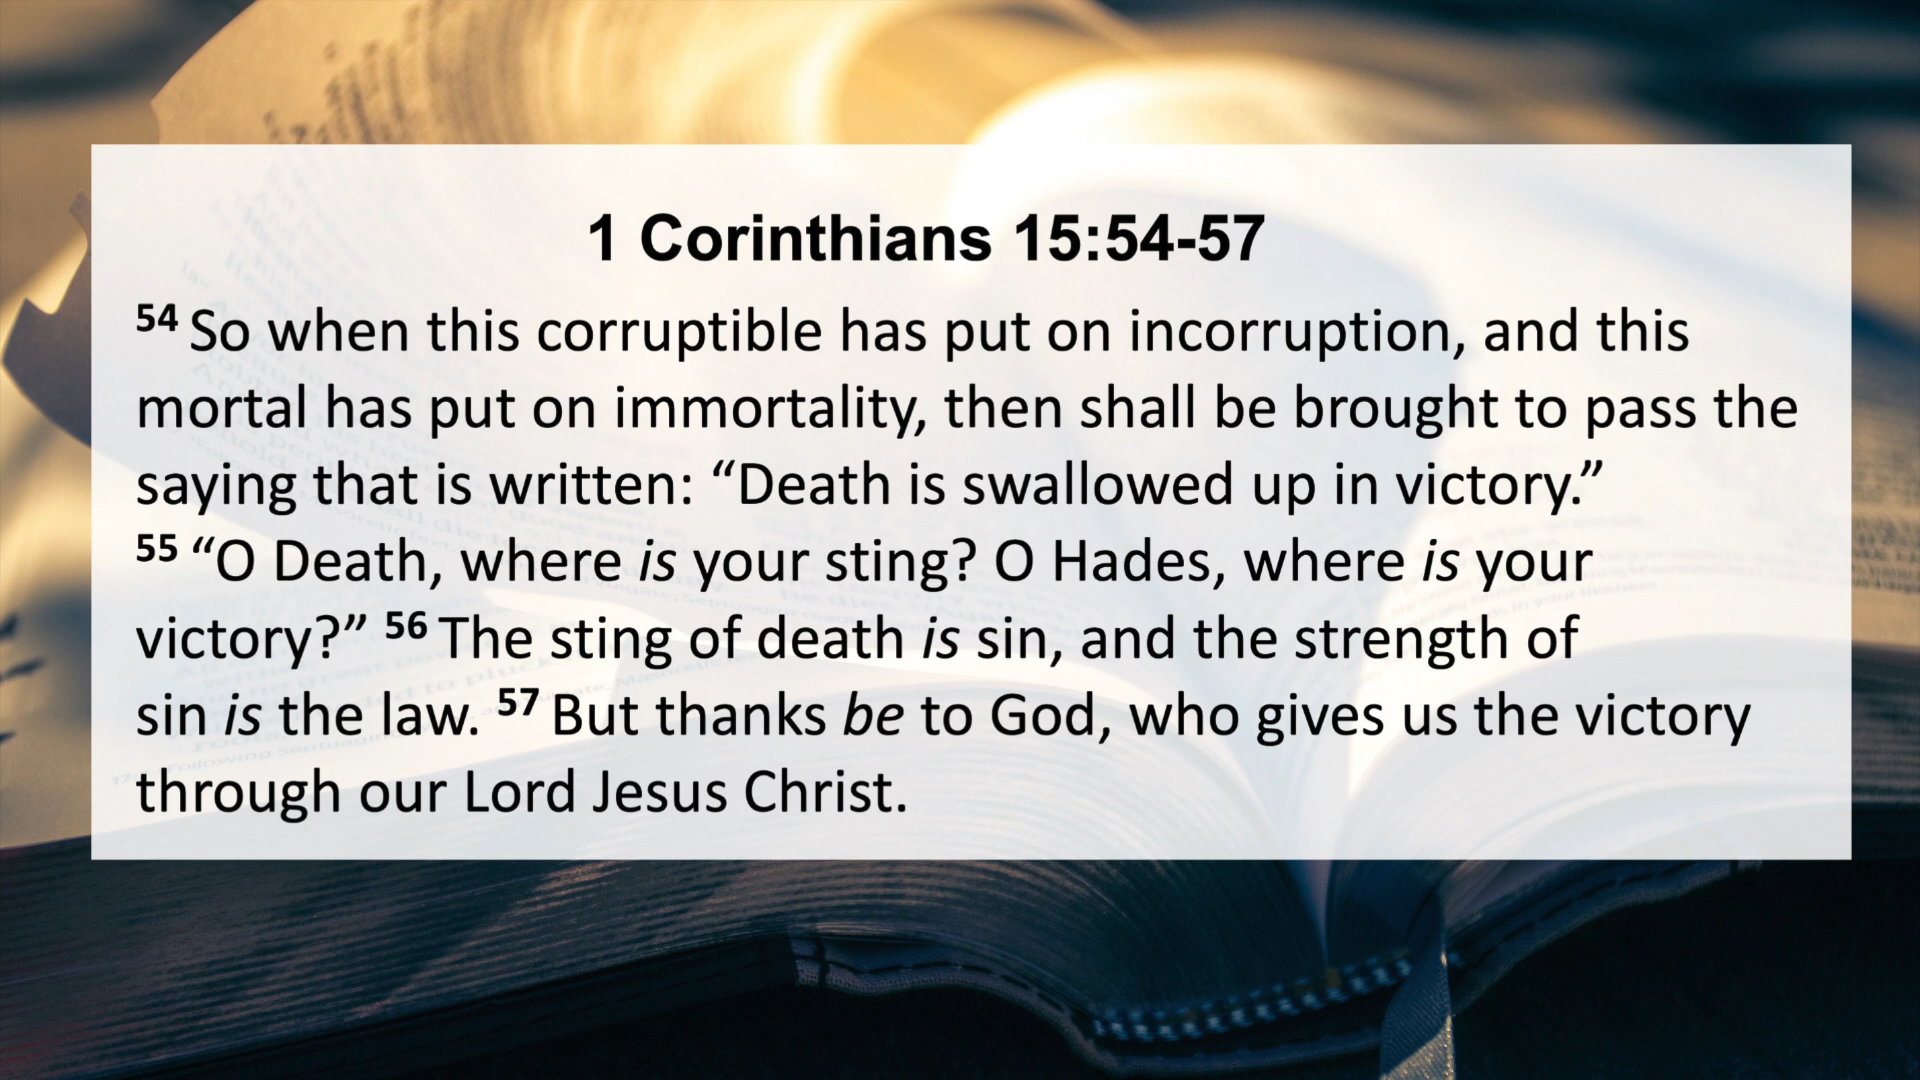 1 Corinthians 15:54-57
54 So when this corruptible has put on incorruption, and this
mortal has put on immortality, then shall be brought to pass the
saying that is written: “Death is swallowed up in victory.”
55 “O Death, where is your sting? O Hades, where is your
victory?” 56 The sting of death is sin, and the strength of
sin is the law. 57 But thanks be to God, who gives us the victory
through our Lord Jesus Christ.